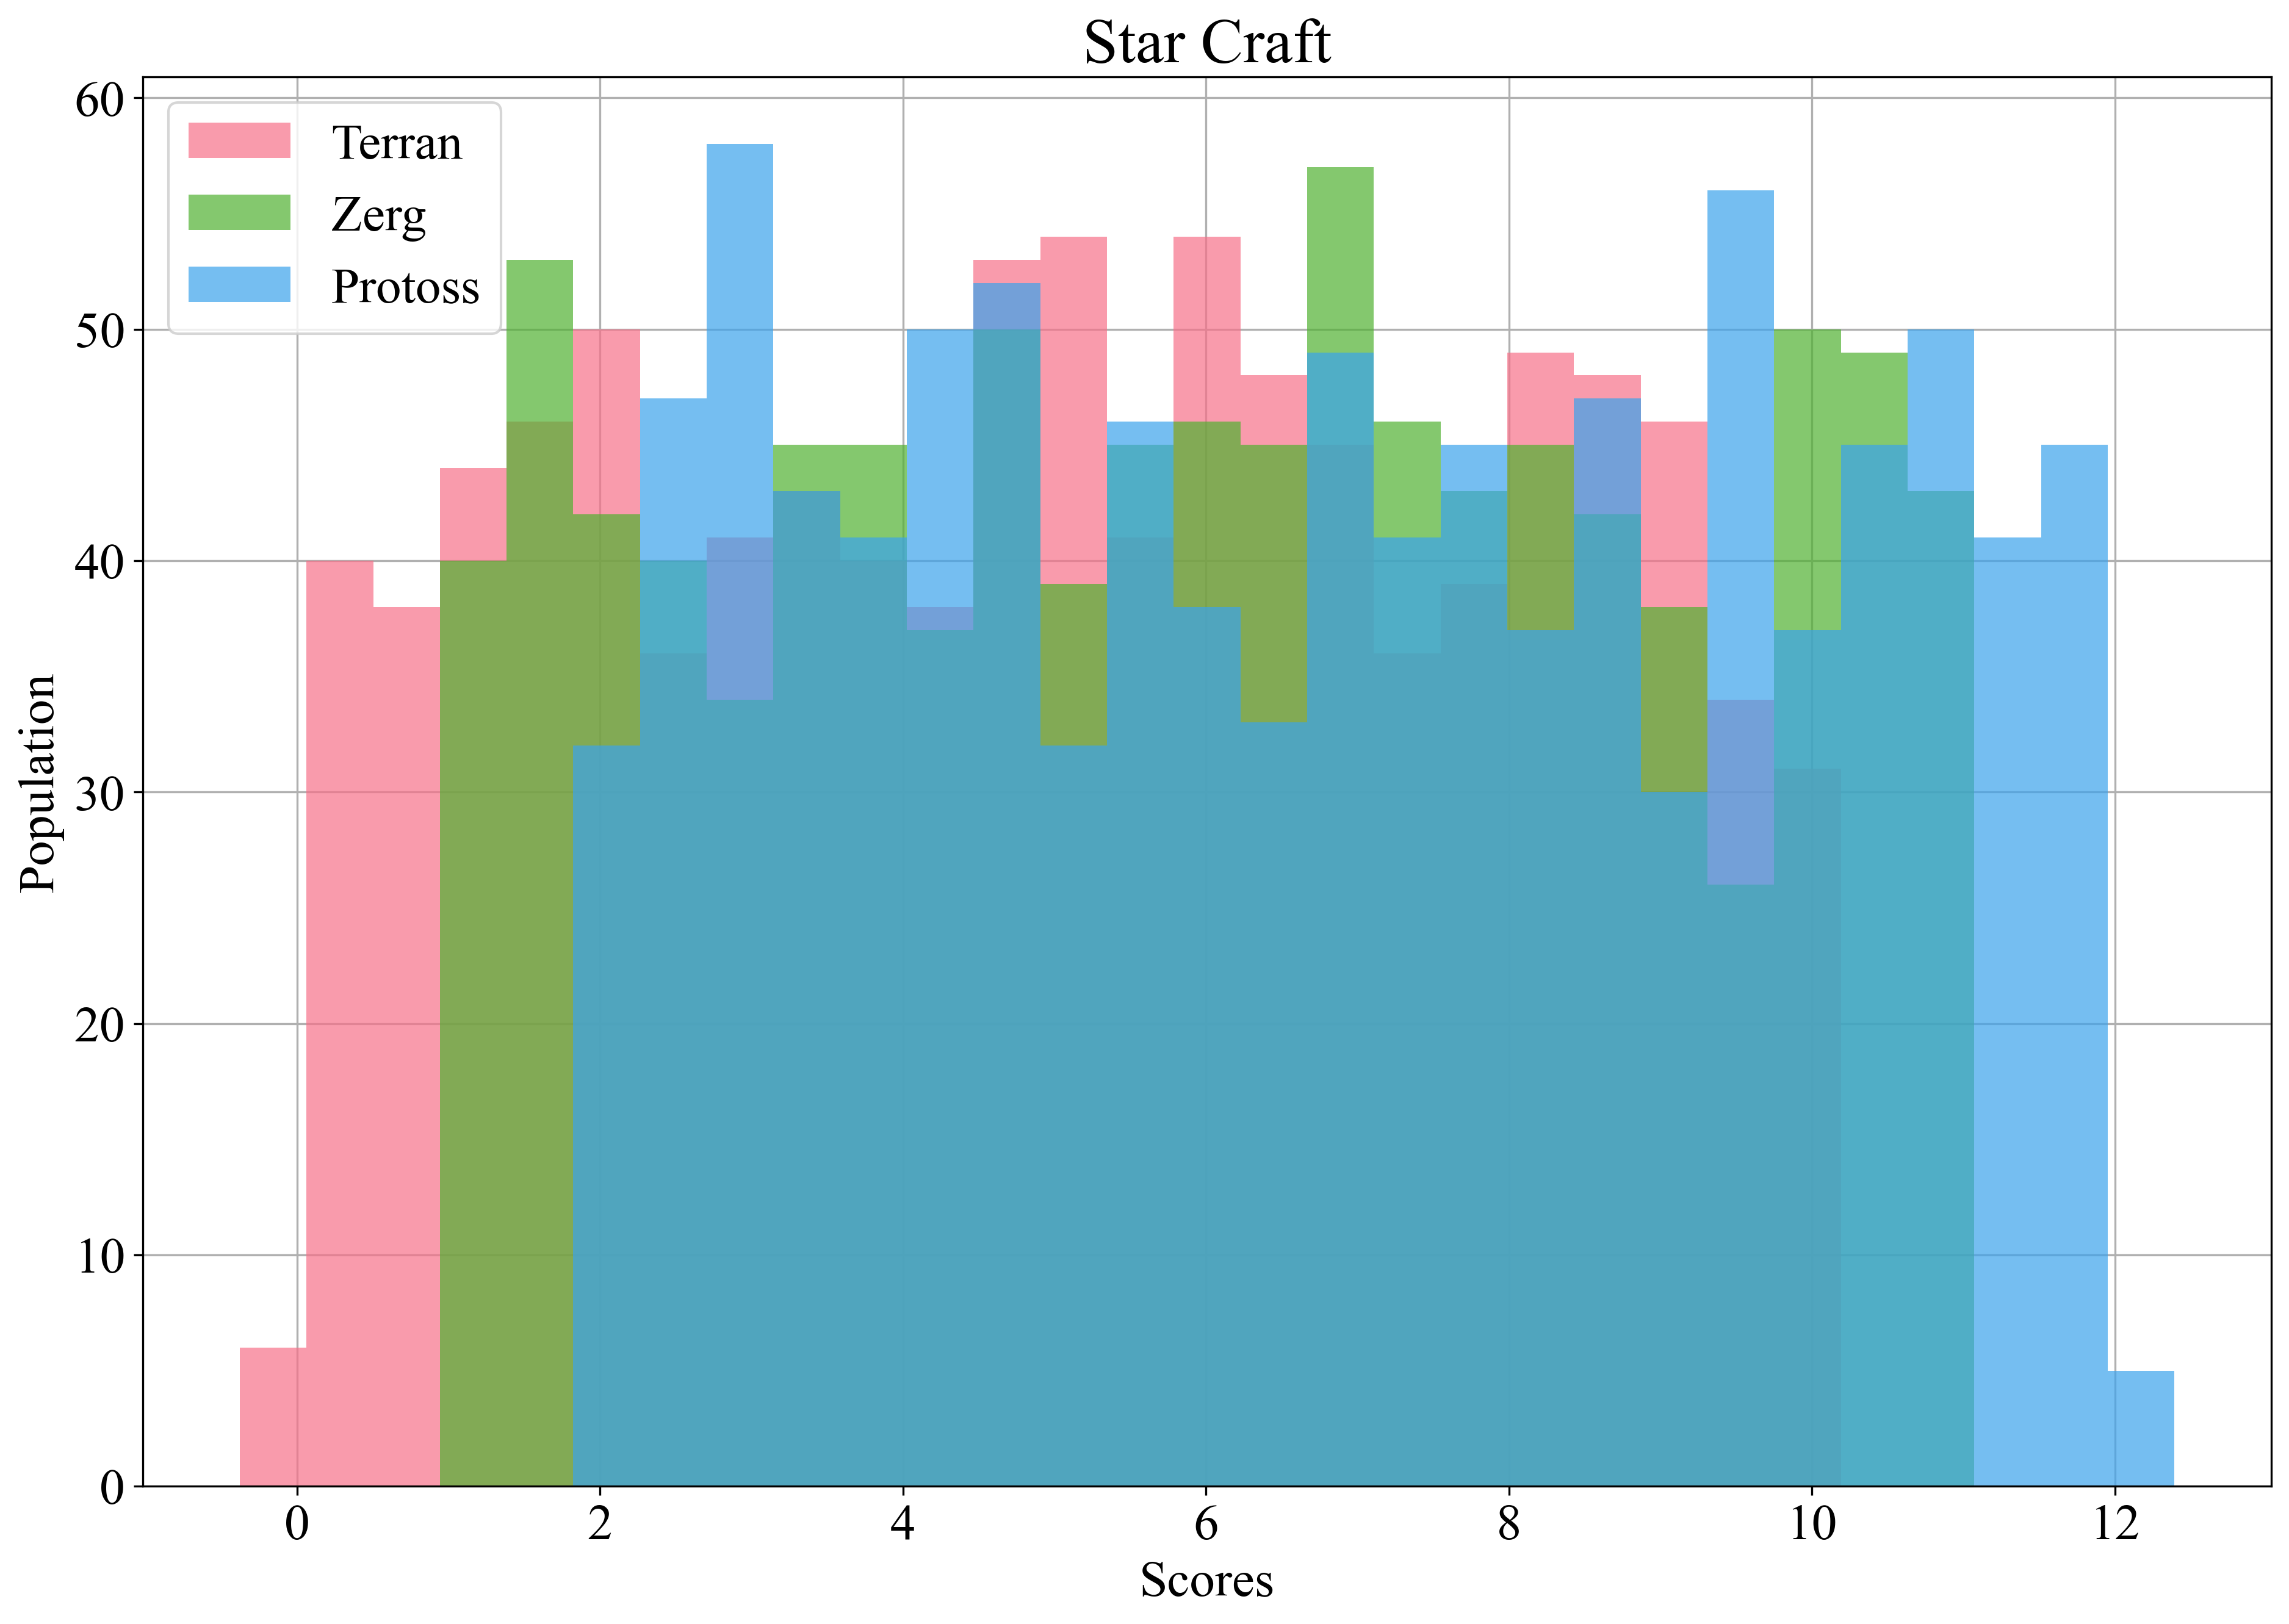 Star Craft
Terran
Zerg
Protoss
60
50
40
30
20
10
0
Population
0 2 4 6 8 10 12
Scores